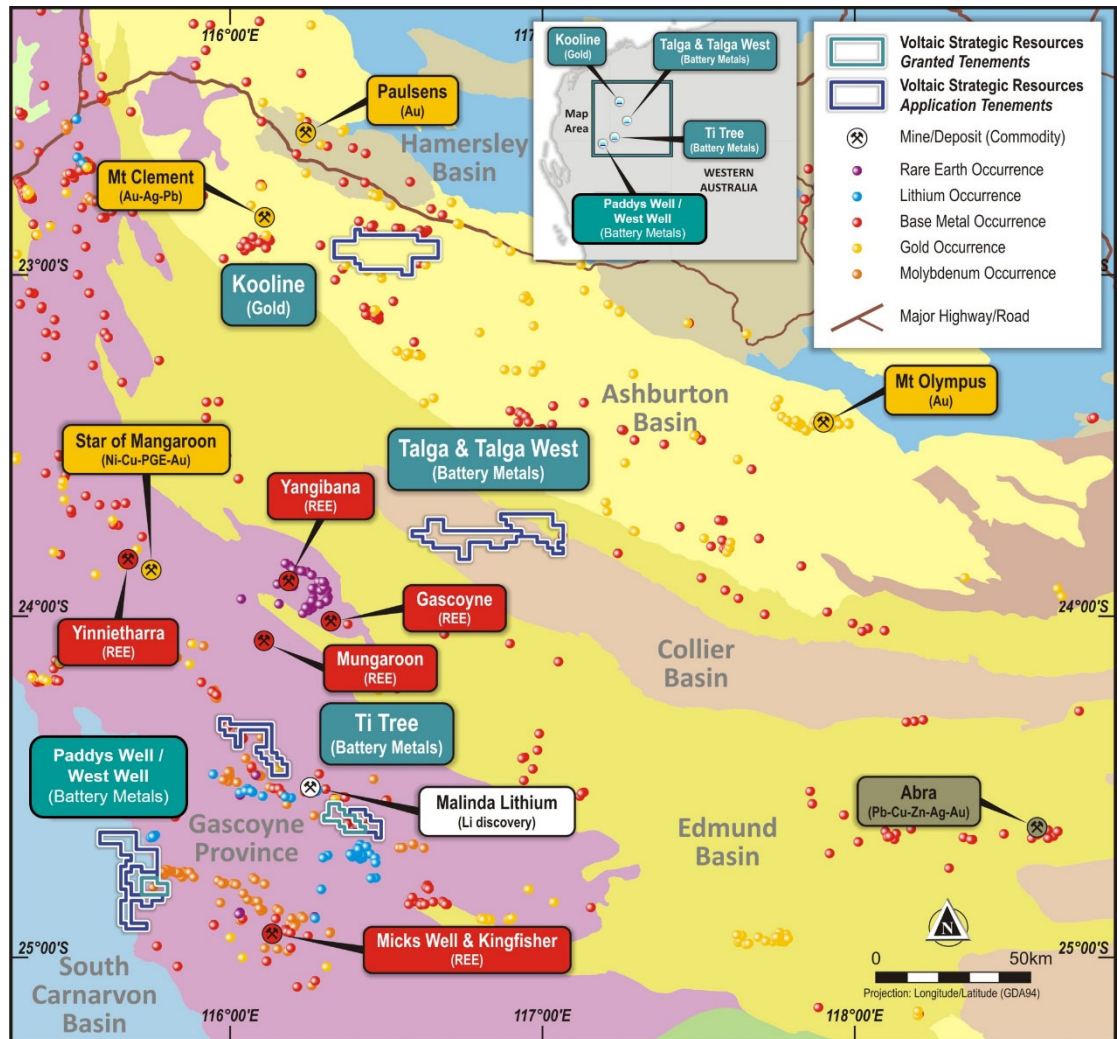 116°00'E
117
Voltaic Strategic Resources
Granted Tenements
Voltaic Strategic Resources
Application Tenements
Mine/Deposit (Commodity)
Rare Earth Occurrence
Lithium Occurrence
Base Metal Occurrence
Gold Occurrence
Molybdenum Occurrence
Major Highway/Road
Kooline
(Gold)
Talga & Talga West
(Battery Metals)
Map
Area
Ti Tree
(Battery Metals)
WESTERN
AUSTRALIA
Paddys Well /
West Well
(Battery Metals)
Paulsens
(Au)
Hamersley
Basin
Mt Clement
(Au-Ag-Pb)
23°00'S
S
Kooline
(Gold)
Mt Olympus
(Au)
Ashburton
Basin
Star of Mangaroon
(Ni-Cu-PGE-Au)
Talga & Talga West
(Battery Metals)
Yangibana
(REE)
24°00'S
24°00'S
Gascoyne
(REE)
Yinnietharra
(REE)
Mungaroon
(REE)
Collier
Basin
Ti Tree
(Battery Metals)
Paddys Well /
West Well
(Battery Metals)
Malinda Lithium
(Li discovery)
Abra
(Pb-Cu-Zn-Ag-Au)
Gascoyne
Province
Edmund
Basin
N
25°00'S
25°00'S
Micks Well & Kingfisher
(REE)
0
50km
Projection: Longitude/Latitude (GDA94)
South
Carnarvon
Basin
116°00'E
117°00'E
118°00'E